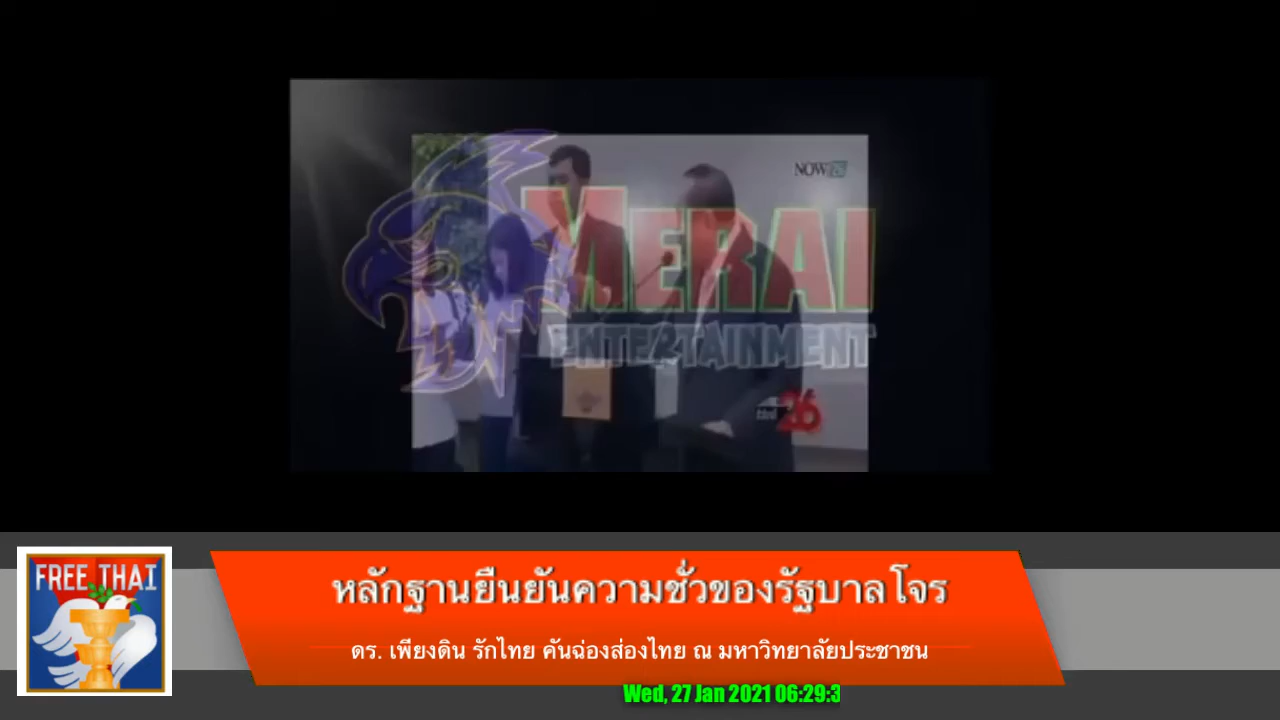 NOW 26
MERAI
ENTERTAINMENT
26
FREE THAI
หลักฐานยืนยันความชั่วของรัฐบาลโจร
ดร. เพียงดิน รักไทย คันฉ่องส่องไทย ณ มหาวิทยาลัยประชาชน
Wed, 27 Jan 2021 06:29:3